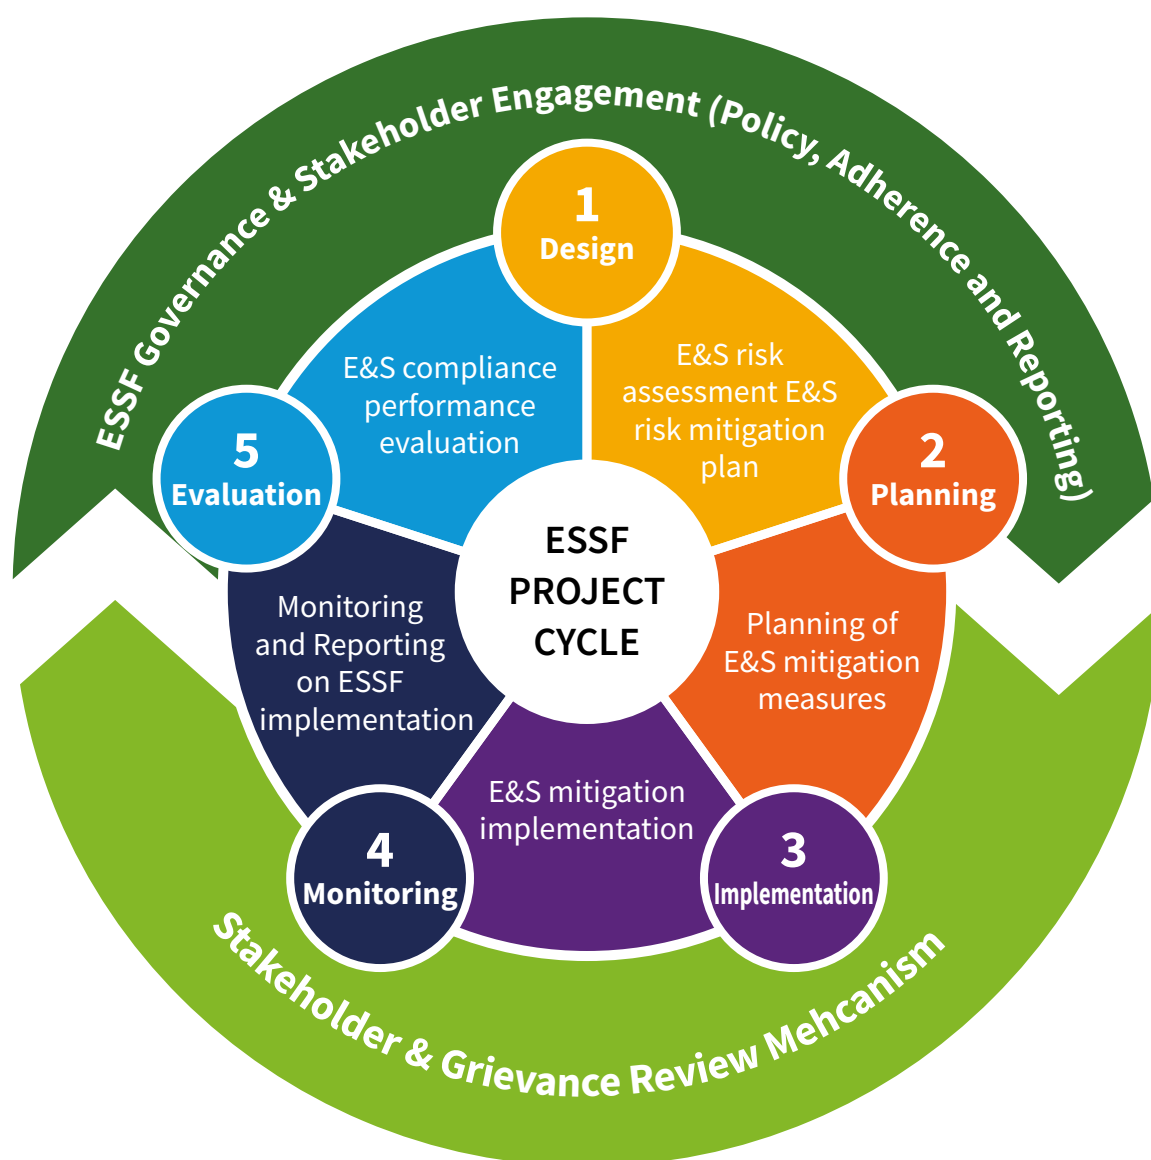 ESSF Governance & Stakeholder Engagement (Policy, Adherence and Reporting)
1
Design
E&S risk
assessment E&S
risk mitigation
plan
2
Planning
Planning of
E&S mitigation
measures
3
Implementation
E&S mitigation
implementation
4
Monitoring
Monitoring
and Reporting
on ESSF
implementation
5
Evaluation
E&S compliance
performance
evaluation
ESSF
PROJECT
CYCLE
Stakeholder & Grievance Review Mehcanism